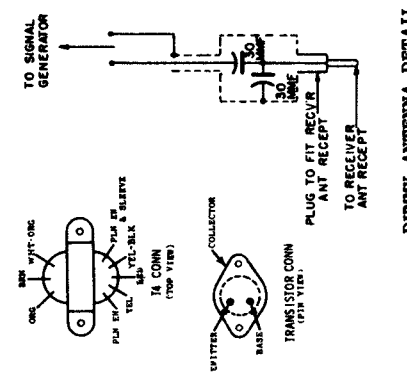 TO SIGNAL
GENERATOR
30
MMF
30
MMF
PLUG TO FIT RECV'R
ANT RECEPT
TO RECEIVER
ANT RECEPT
ORG
BRN
WHT-ORG
PLN EN
YEL
RED
YEL-BLK
PLN EN
& SLEEVE
T4 CONN
(TOP VIEW)
COLLECTOR
EMITTER
BASE
TRANSISTOR CONN
(PIN VIEW)
ANTENNA DETAIL